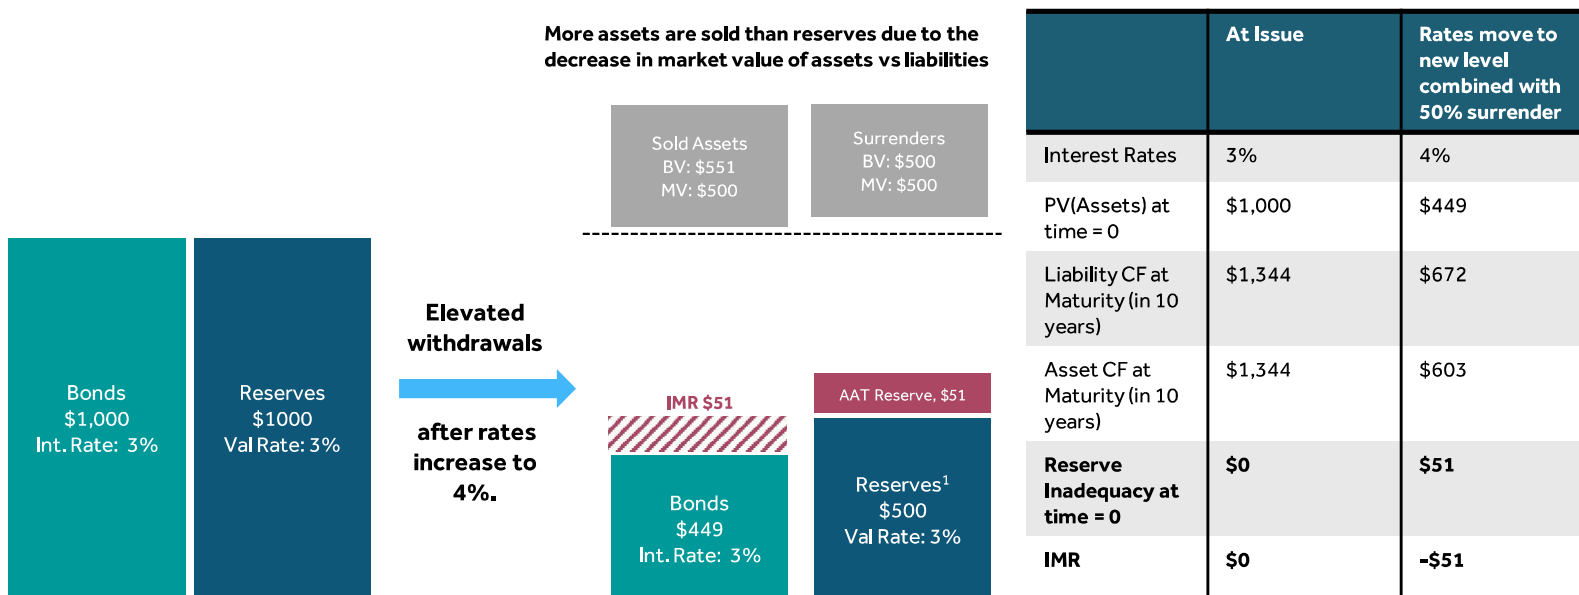 More assets are sold than reserves due to the
decrease in market value of assets vs liabilities
Sold Assets
BV: $551
MV: $500
Surrenders
BV: $500
MV: $500
Bonds
$1,000
Int. Rate: 3%
Reserves
$1000
Val Rate: 3%
Elevated
withdrawals
after rates
increase to
4%.
IMR $51
Bonds
$449
Int. Rate: 3%
AAT Reserve, $51
Reserves¹
$500
Val Rate: 3%
At Issue
Rates move to
new level
combined with
50% surrender
Interest Rates
3%
4%
PV(Assets) at
time = 0
$1,000
$449
Liability CF at
Maturity (in 10
years)
$1,344
$672
Asset CF at
Maturity (in 10
years)
$1,344
$603
Reserve
Inadequacy at
time = 0
$0
$51
IMR
$0
-$51